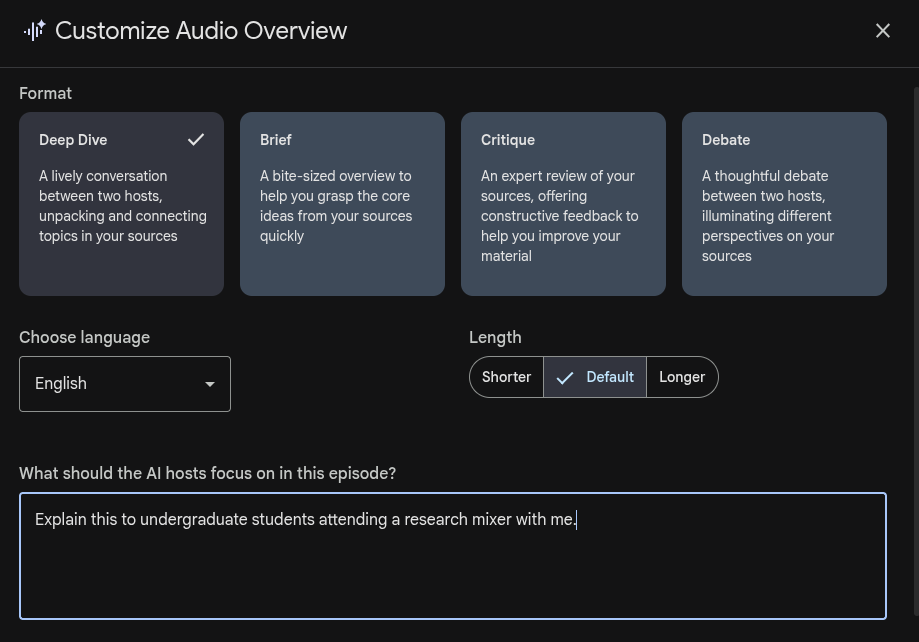 Customize Audio Overview
Format
Deep Dive
A lively conversation
between two hosts,
unpacking and connecting
topics in your sources
Brief
A bite-sized overview to
help you grasp the core
ideas from your sources
quickly
Critique
An expert review of your
sources, offering
constructive feedback to
help you improve your
material
Debate
A thoughtful debate
between two hosts,
illuminating different
perspectives on your
sources
Choose language
English
Length
Shorter
Default
Longer
What should the AI hosts focus on in this episode?
Explain this to undergraduate students attending a research mixer with me.